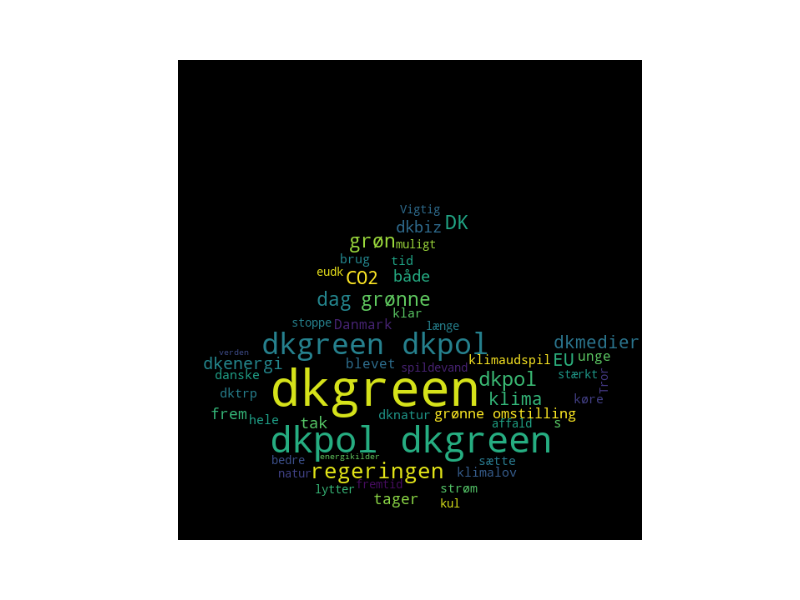 Vigtig
dkbiz DK
grøn muligt
brug tid
eudk CO2 både
dag grønne
klar
stoppe Danmark længe
dkgreen dkpol dkmedier
verden
dkenergi blevet spildevand klimaudspil EU unge
danske dkgreen dkpol stærkt Tror
dktrp klima køre
frem hele tak dknatur grønne omstilling
affald s
dkpol dkgreen
bedre energikilder sætte
natur regeringen klimalov
lytter fremtid strøm
tager kul